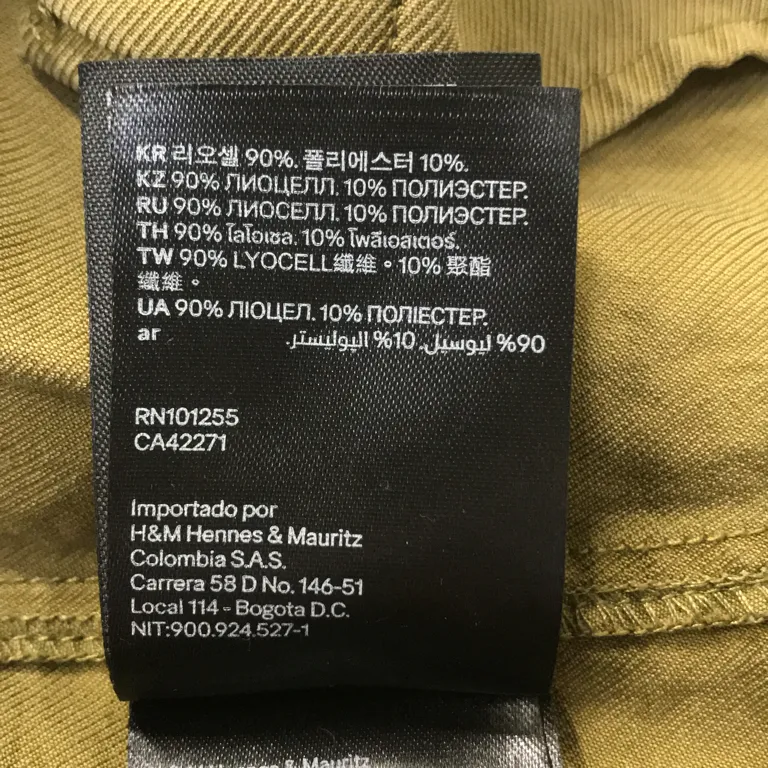 KR 리오셀 90%. 폴리에스터 10%.
KZ 90% ЛИОЦЕЛЛ. 10% ПОЛИЭСТЕР.
RU 90% ЛИОСЕЛЛ. 10% ПОЛИЭСТЕР.
TH 90% ไลโอเซล. 10% โพลีเอสเตอร์.
TW 90% LYOCELL纖維。10% 聚酯
纖維。
UA 90% ЛІОЦЕЛ. 10% ПОЛІЕСТЕР.
ar 90% ليوسيل. 10% البوليستر.
RN101255
CA42271
Importado por
H&M Hennes & Mauritz
Colombia S.A.S.
Carrera 58 D No. 146-51
Local 114 - Bogota D.C.
NIT:900.924.527-1
& Mauritz